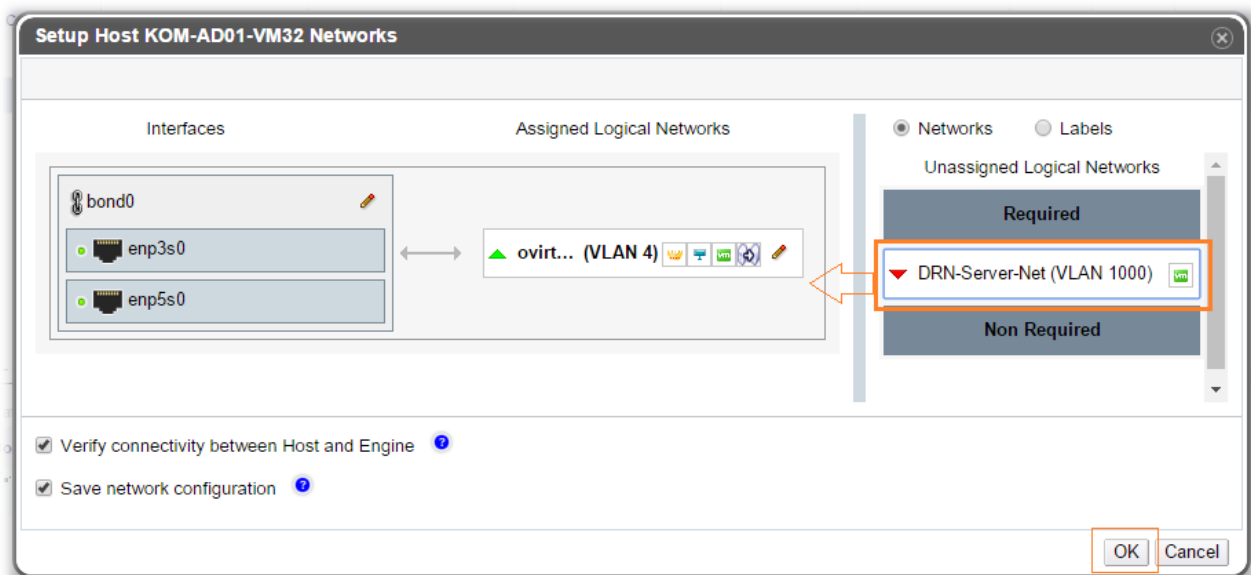 Setup Host KOM-AD01-VM32 Networks
Interfaces
Assigned Logical Networks
Networks
Labels
Unassigned Logical Networks
bond0
enp3s0
enp5s0
ovirt... (VLAN 4)
vm
Required
DRN-Server-Net (VLAN 1000)
vm
Non Required
Verify connectivity between Host and Engine ?
Save network configuration ?
OK
Cancel